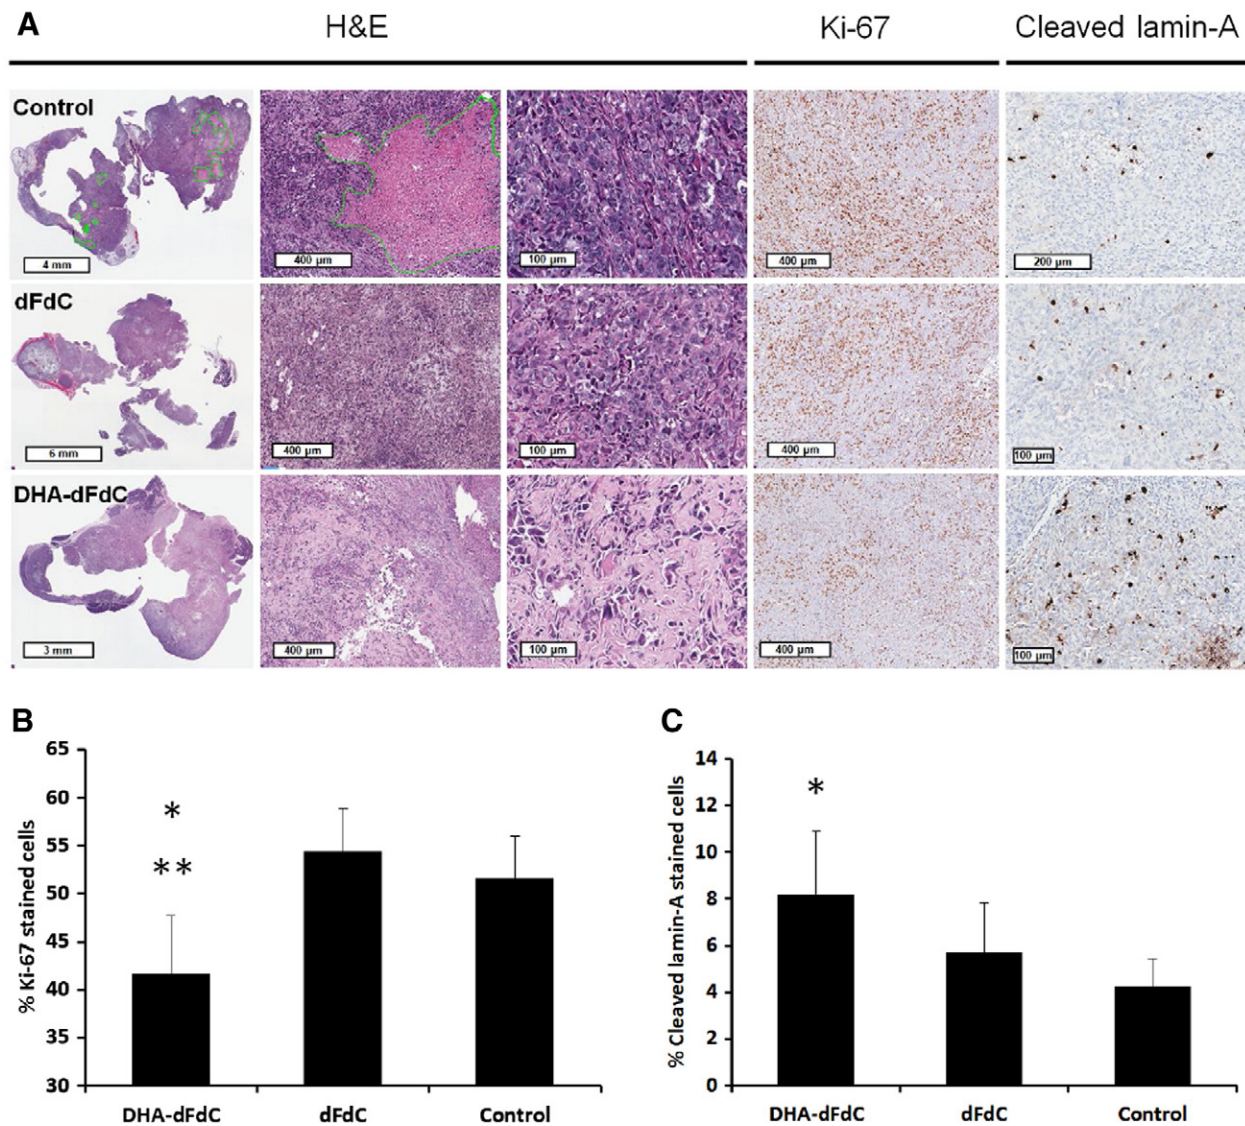 A
H&E
Ki-67
Cleaved lamin-A
Control
4 mm
400 µm
100 µm
400 µm
200 µm
dFdC
6 mm
400 µm
100 µm
400 µm
100 µm
DHA-dFdC
3 mm
400 µm
100 µm
400 µm
100 µm
B
% Ki-67 stained cells
65
60
55
50
45
40
35
30
*
**
DHA-dFdC
dFdC
Control
C
% Cleaved lamin-A stained cells
14
12
10
8
6
4
2
0
*
DHA-dFdC
dFdC
Control